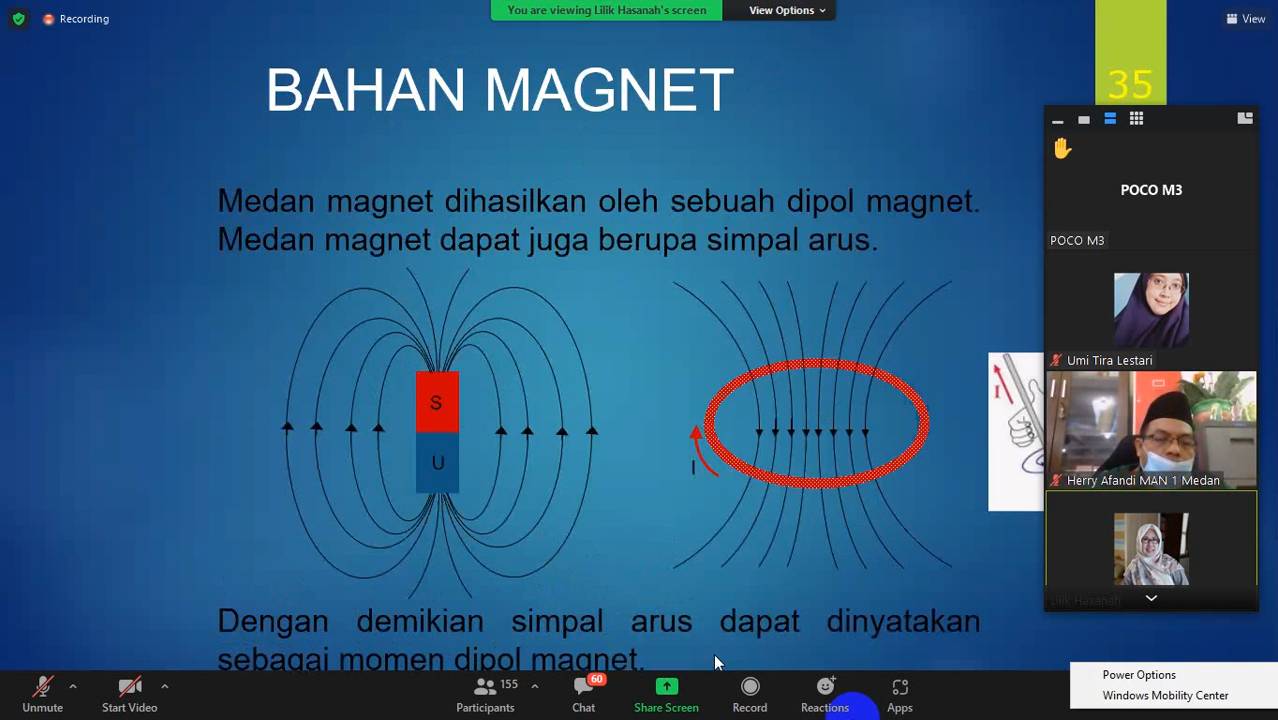 Recording
You are viewing Lilik Hasanah's screen
View Options
View
BAHAN MAGNET
35
Medan magnet dihasilkan oleh sebuah dipol magnet.
Medan magnet dapat juga berupa simpal arus.
S
U
I
I
Dengan demikian simpal arus dapat dinyatakan
sebagai momen dipol magnet.
POCO M3
POCO M3
Umi Tira Lestari
Herry Afandi MAN 1 Medan
Lilik Hasanah
Power Options
Windows Mobility Center
Unmute
Start Video
155
Participants
60
Chat
Share Screen
Record
Reactions
Apps